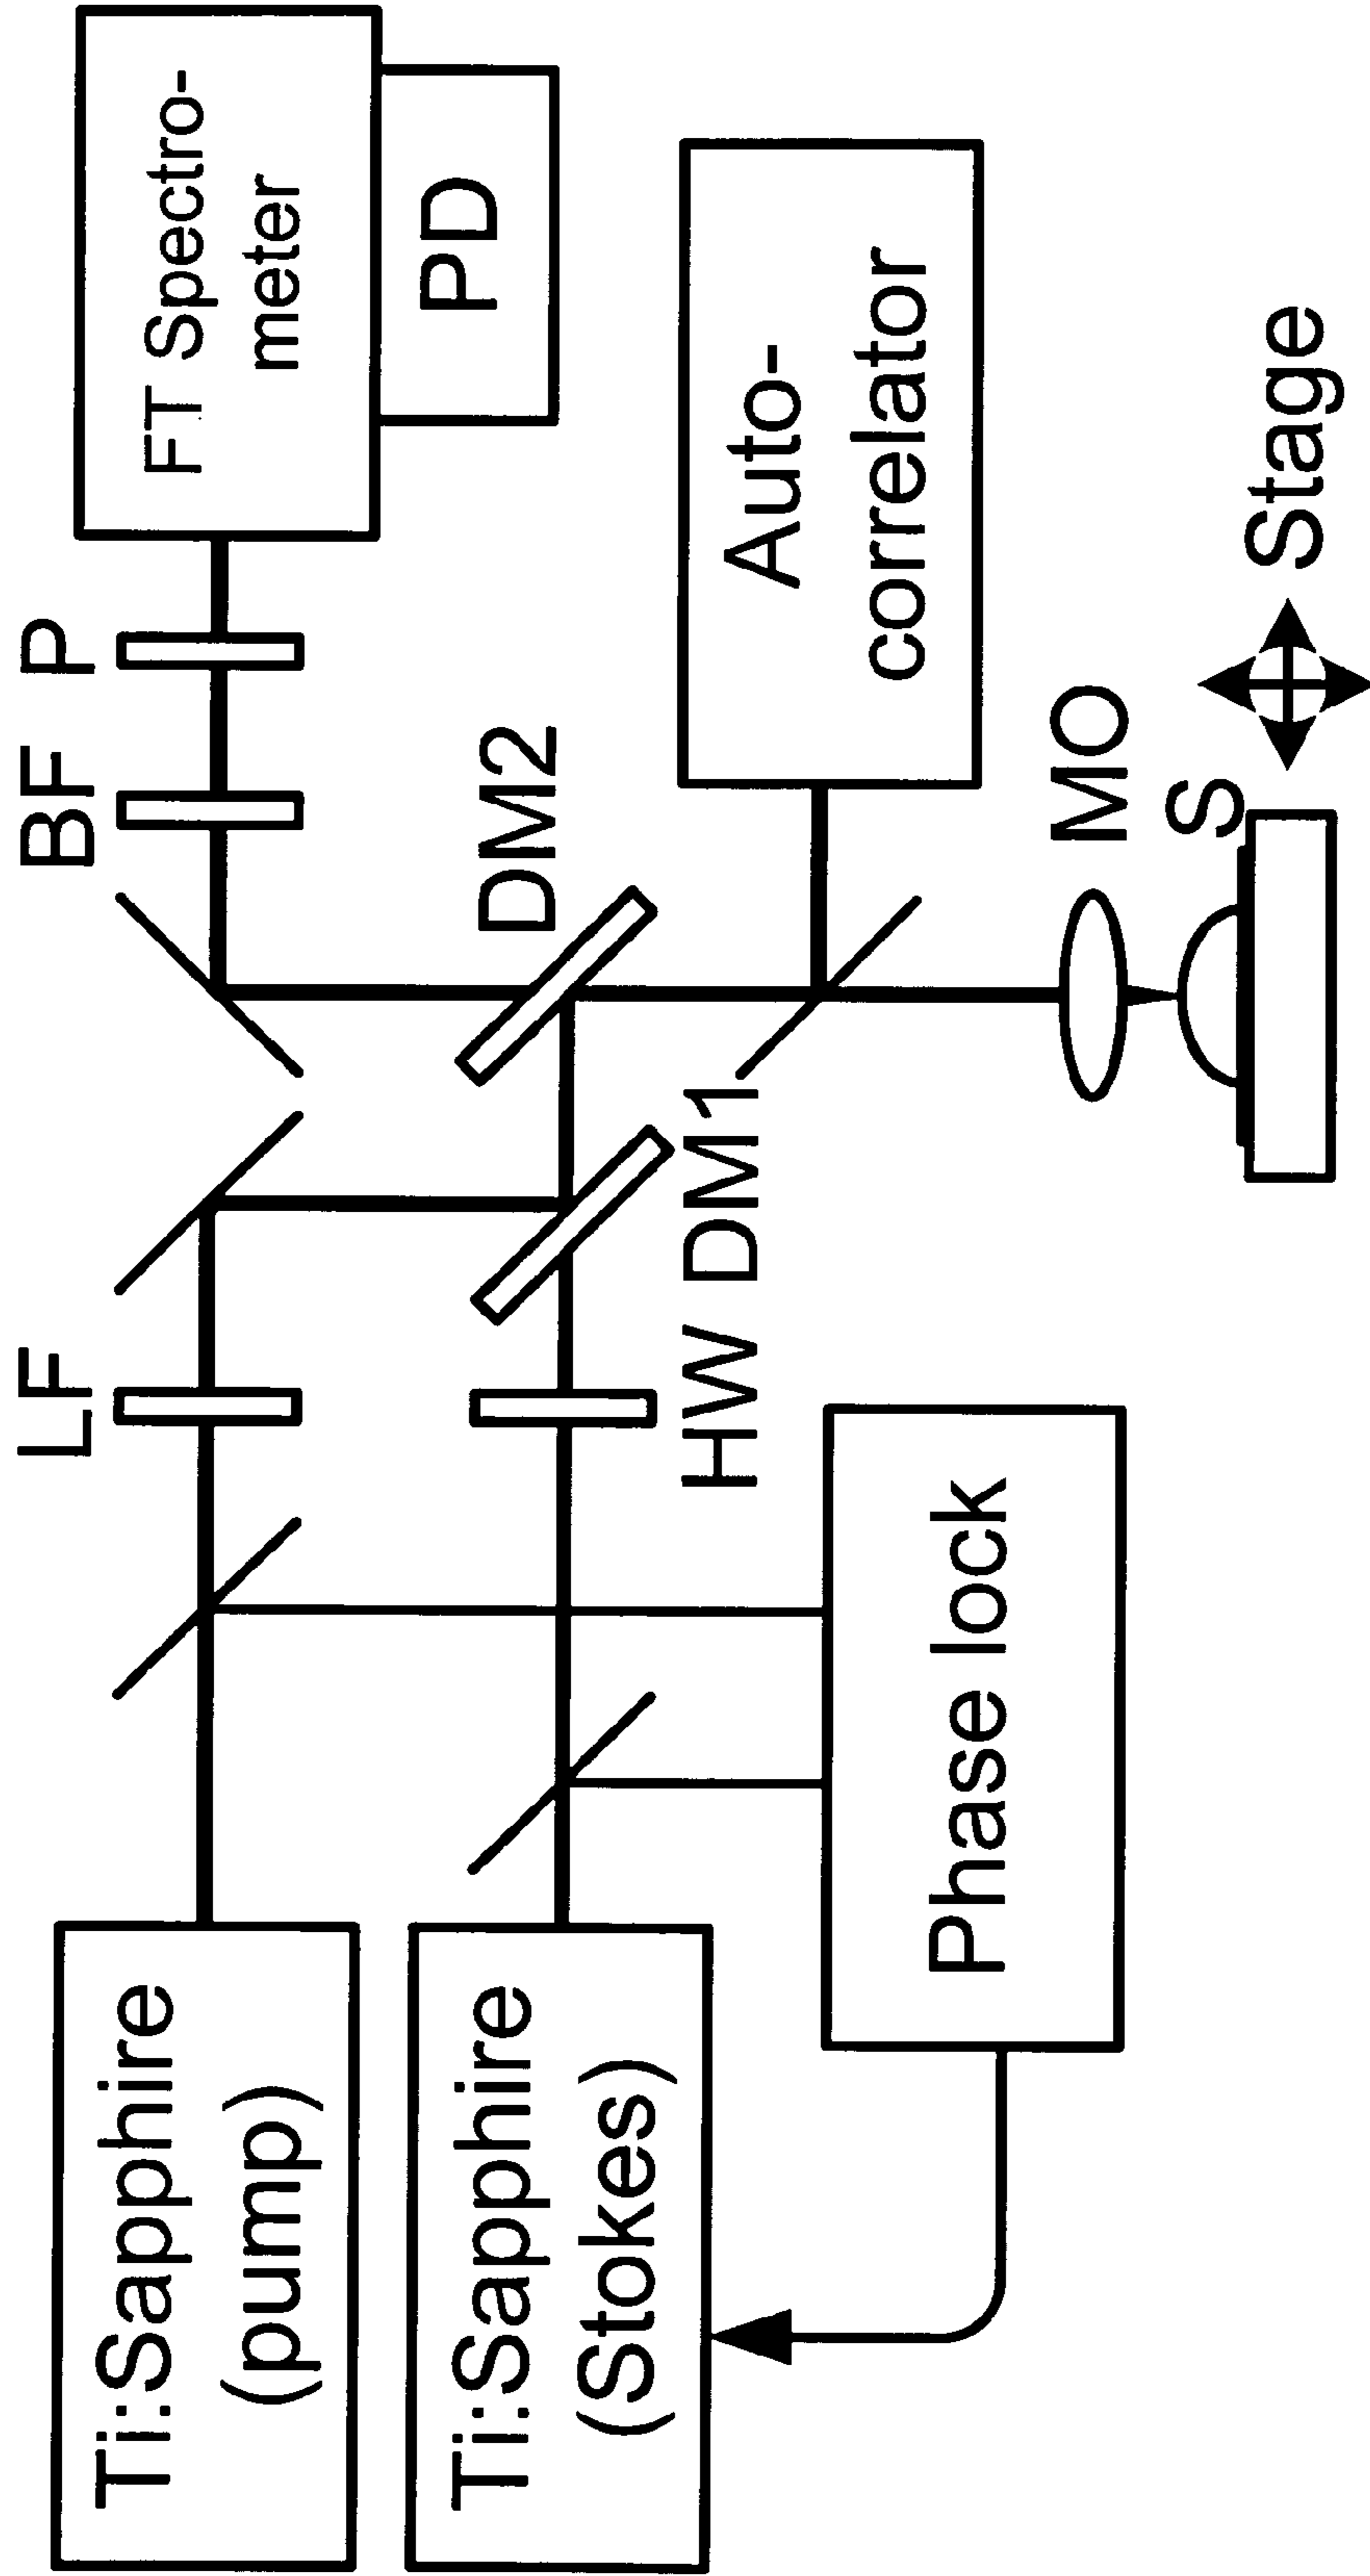 Ti:Sapphire
(pump)
Ti:Sapphire
(Stokes)
Phase lock
LF
HW DM1
DM2
BF P
FT Spectro-
meter
PD
Auto-
correlator
MO
S
Stage